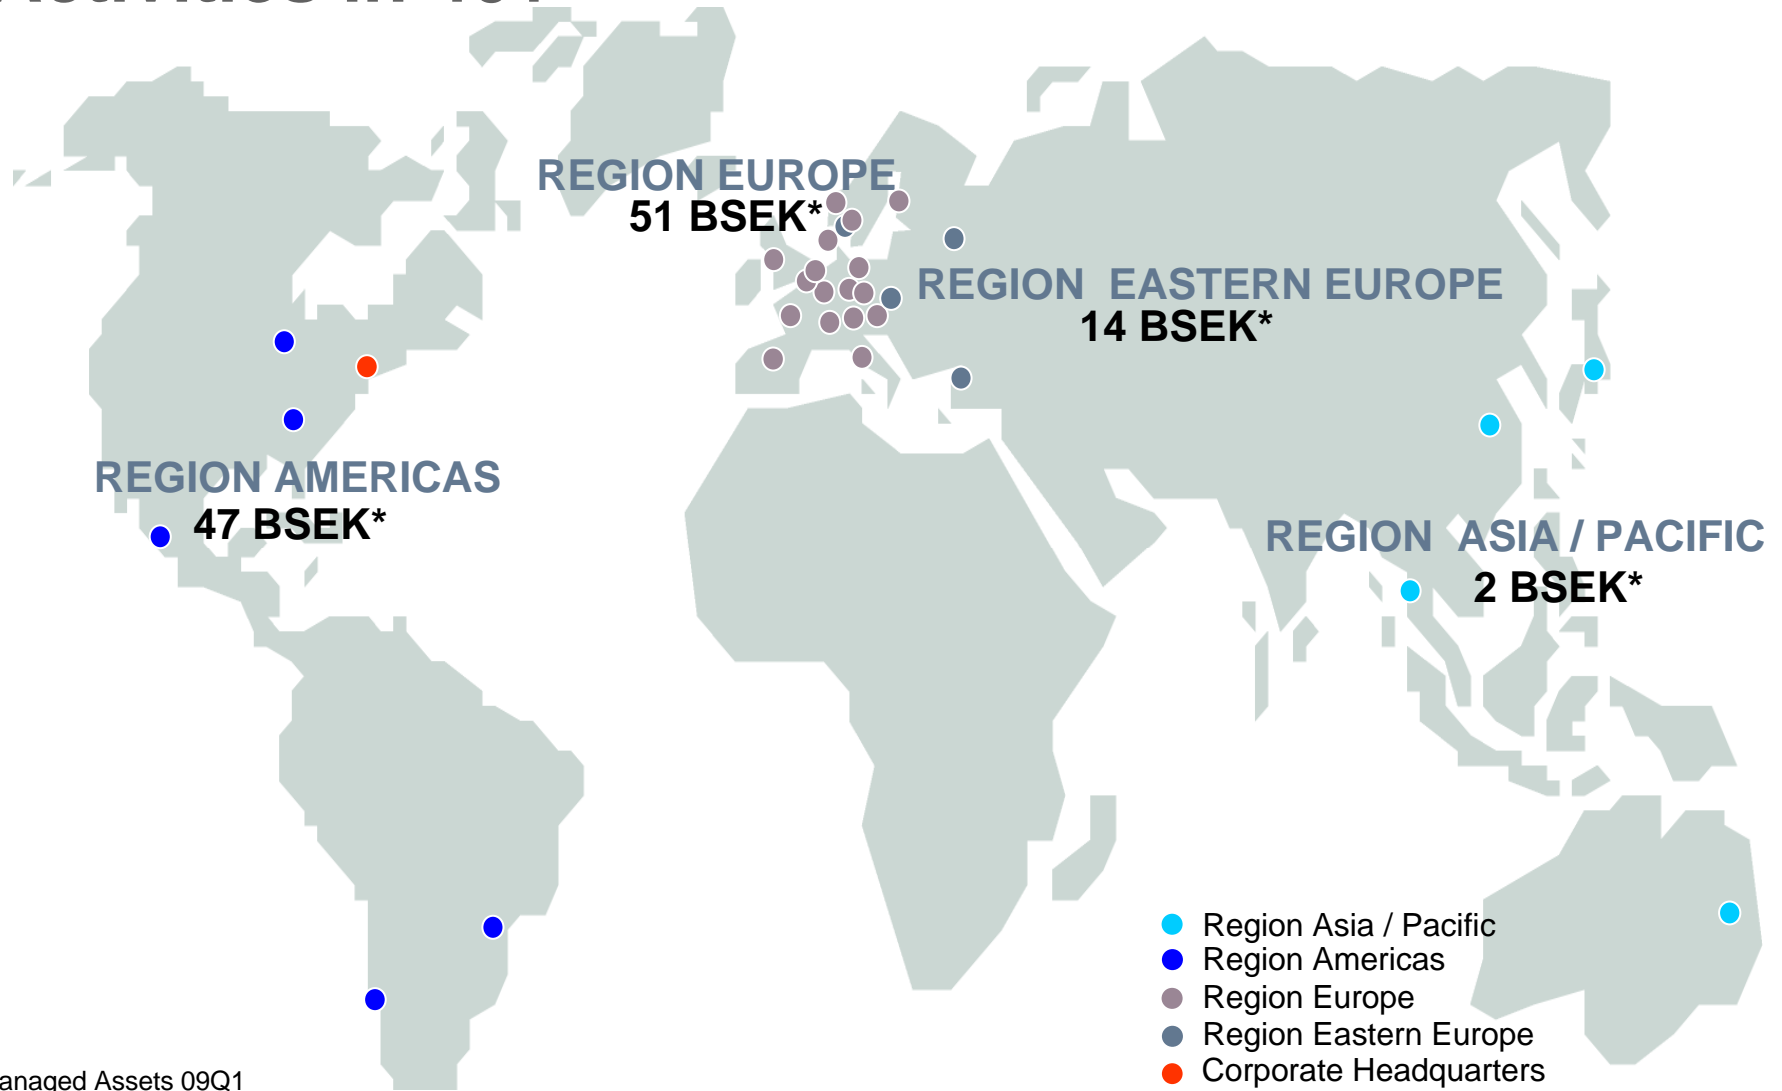 REGION EUROPE
51 BSEK*
REGION EASTERN EUROPE
14 BSEK*
REGION AMERICAS
47 BSEK*
REGION ASIA / PACIFIC
2 BSEK*
Region Asia / Pacific
Region Americas
Region Europe
Region Eastern Europe
Corporate Headquarters
anaged Assets 09Q1